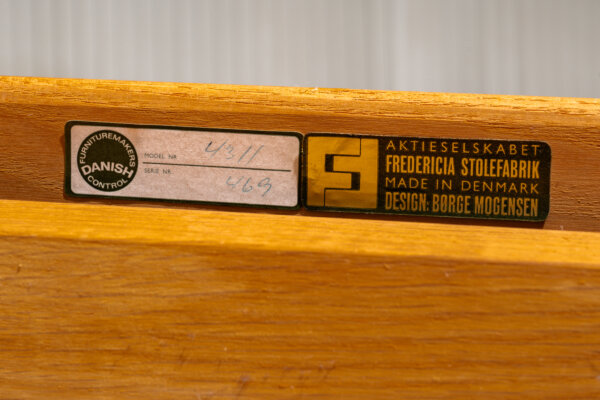 FURNITUREMAKERS
DANISH
CONTROL
MODEL NR. 4311
SERIE NR. 469
AKTIESELSKABET
FREDERICIA STOLEFABRIK
MADE IN DENMARK
DESIGN: BØRGE MOGENSEN